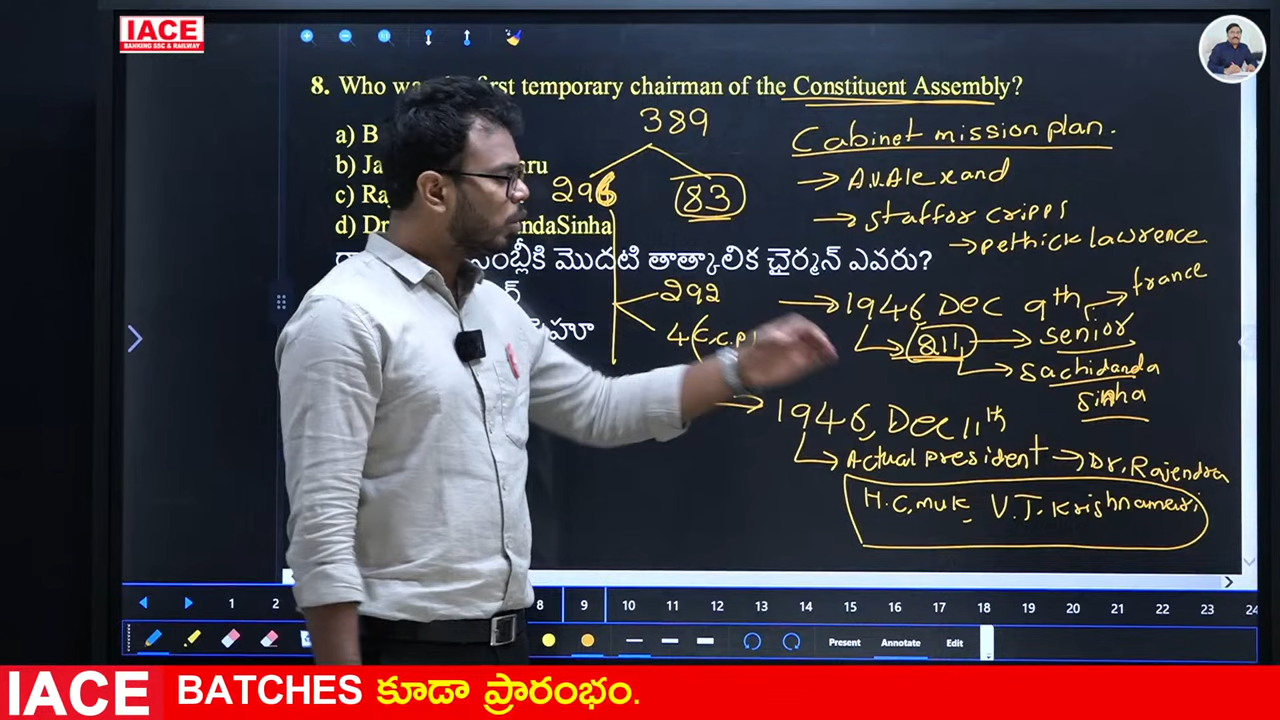 IACE
BANKING SSC & RAILWAY
8. Who rst temporary chairman of the Constituent Assembly?
a) B
b) Ja ru
c) Raj
d) Dr ndaSinha
మొదటి తాత్కాలిక ఛైర్మన్ ఎవరు?
389
296 83
292
4 (C.C.P)
Cabinet mission plan.
A.V.Alexand
staffor cripps
pethick lawrence
1946 Dec 9th france
211 senior
sachidanda
sinha
1946, Dec 11th
Actual president Dr. Rajendra
H.C, muk V.T. Krishnamari
1 2 8 9 10 11 12 13 14 15 16 17 18 19 20 21 22 23 24
Present Annotate Edit
IACE BATCHES కూడా ప్రారంభం.